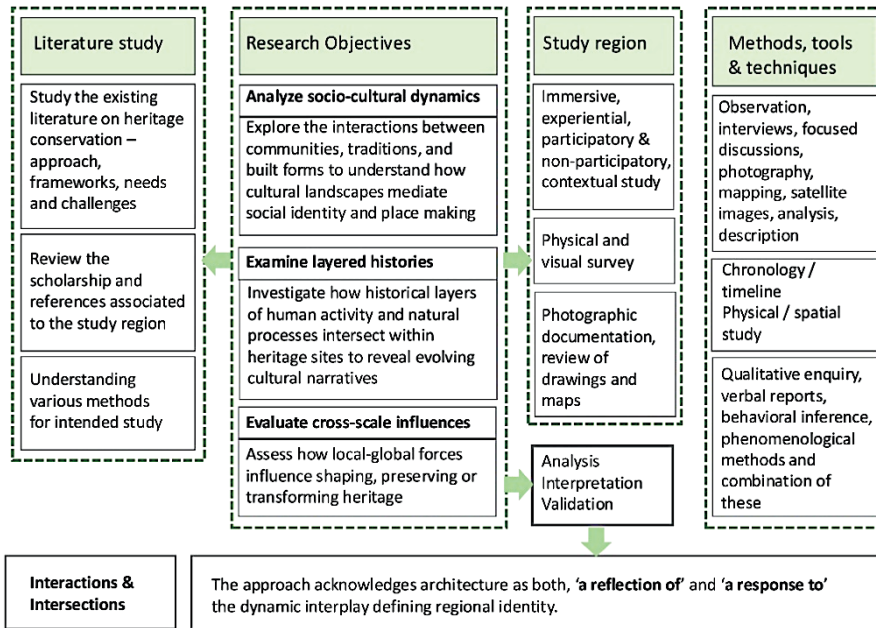 Literature study
Study the existing
literature on heritage
conservation –
approach,
frameworks, needs
and challenges
Review the
scholarship and
references associated
to the study region
Understanding
various methods
for intended study
Research Objectives
Analyze socio-cultural dynamics
Explore the interactions between
communities, traditions, and
built forms to understand how
cultural landscapes mediate
social identity and place making
Examine layered histories
Investigate how historical layers
of human activity and natural
processes intersect within
heritage sites to reveal evolving
cultural narratives
Evaluate cross-scale influences
Assess how local-global forces
influence shaping, preserving or
transforming heritage
Study region
Immersive,
experiential,
participatory &
non-participatory,
contextual study
Physical and
visual survey
Photographic
documentation,
review of
drawings and
maps
Analysis
Interpretation
Validation
Methods, tools
& techniques
Observation,
interviews, focused
discussions,
photography,
mapping, satellite
images, analysis,
description
Chronology /
timeline
Physical / spatial
study
Qualitative enquiry,
verbal reports,
behavioral inference,
phenomenological
methods and
combination of
these
Interactions &
Intersections
The approach acknowledges architecture as both, ‘a reflection of’ and ‘a response to’
the dynamic interplay defining regional identity.